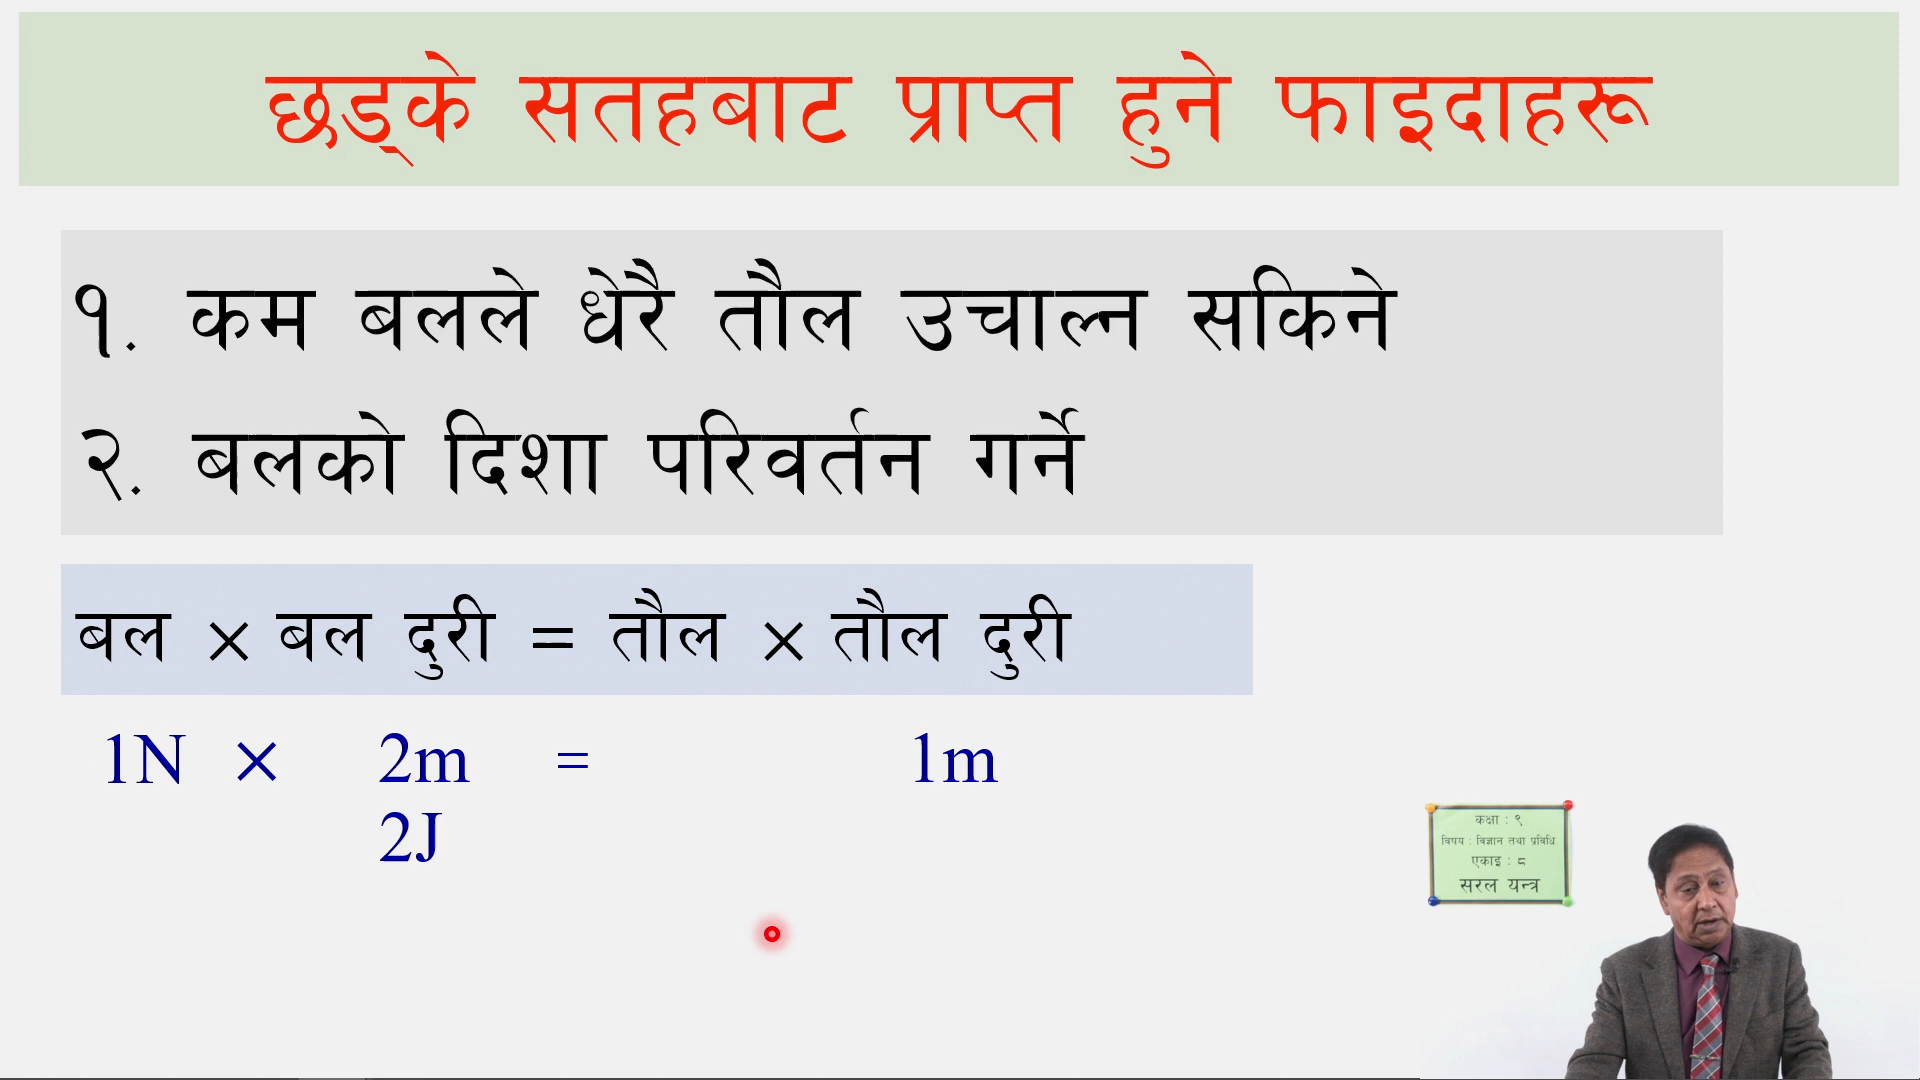 छड्के सतहबाट प्राप्त हुने फाइदाहरू
१. कम बलले धेरै तौल उचाल्न सकिने
२. बलको दिशा परिवर्तन गर्ने
बल × बल दुरी = तौल × तौल दुरी
1N × 2m = 1m
2J
कक्षा : ९
विषय : विज्ञान तथा प्रविधि
एकाइ : ८
सरल यन्त्र